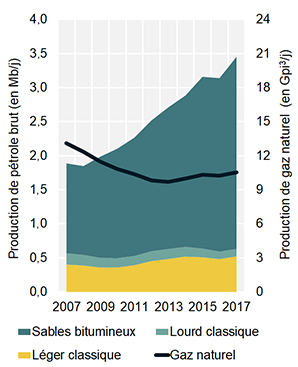 Production de pétrole brut (en Mb/j)
4,0
3,5
3,0
2,5
2,0
1,5
1,0
0,5
0,0
24
21
18
15
12
9
6
3
0
Production de gaz naturel (en Gpi³/j)
2007 2009 2011 2013 2015 2017
Sables bitumineux
Lourd classique
Léger classique
Gaz naturel